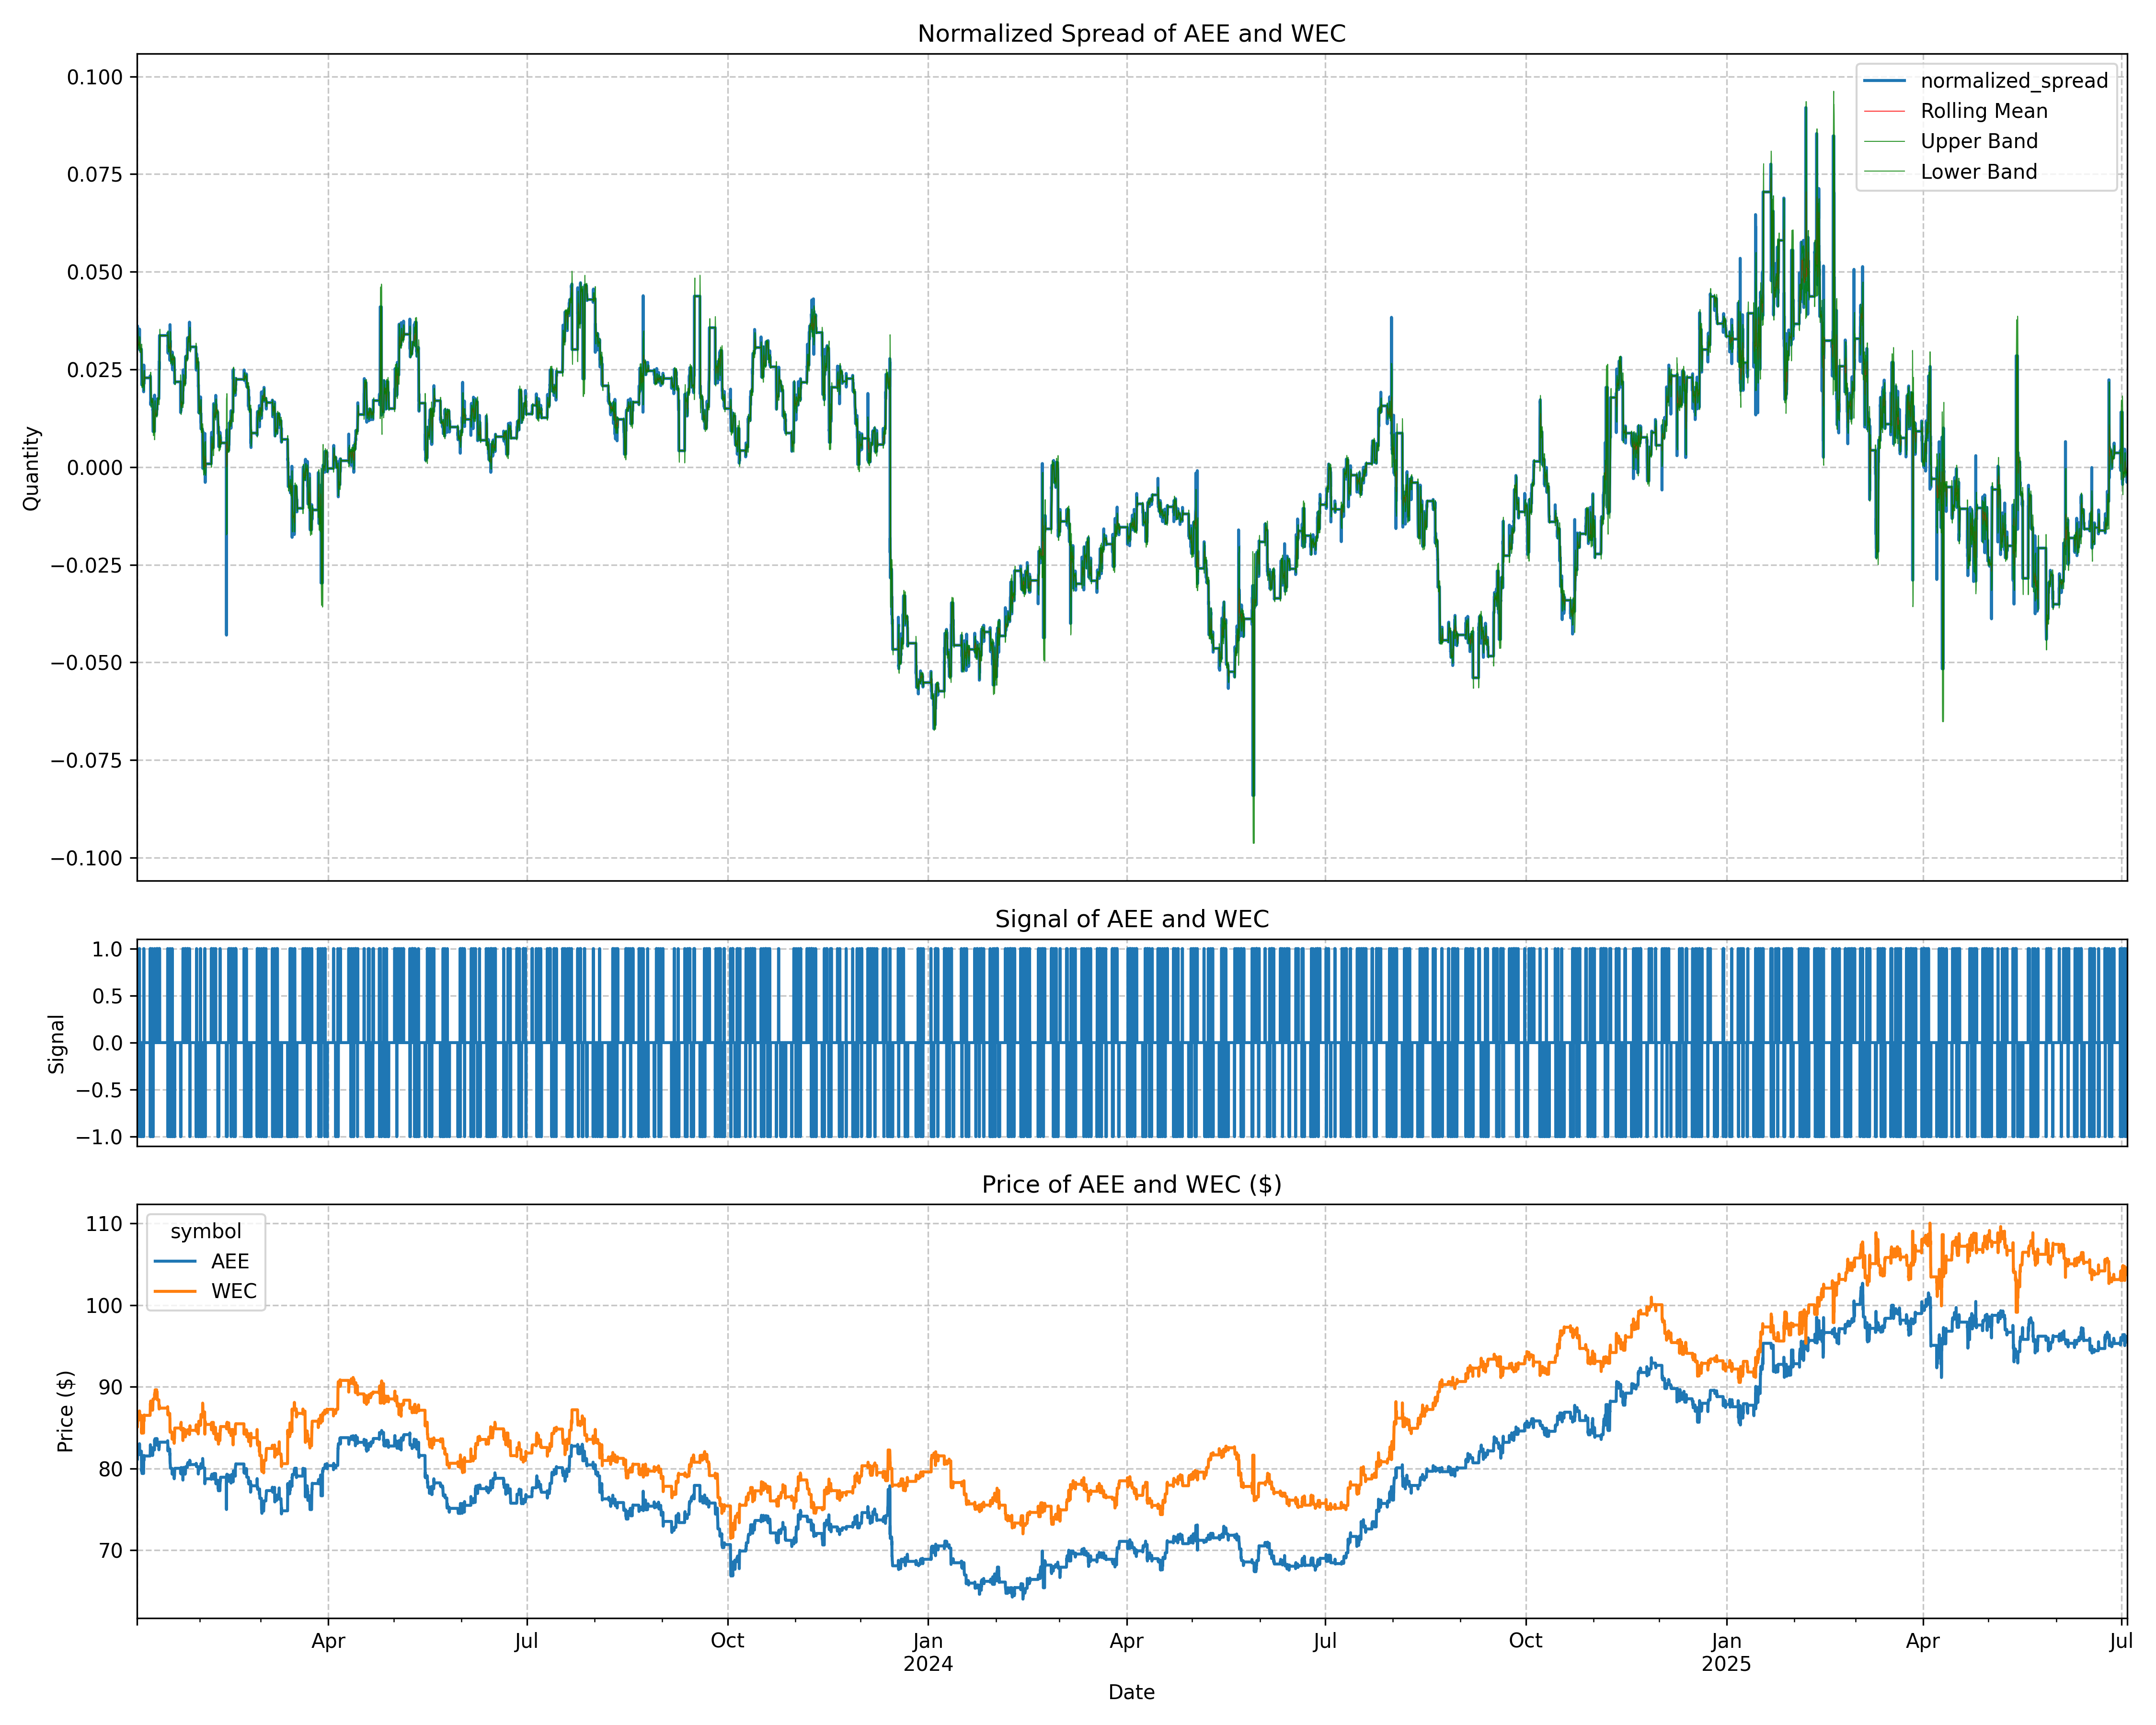 Normalized Spread of AEE and WEC
0.100
0.075
0.050
0.025
0.000
−0.025
−0.050
−0.075
−0.100
Quantity
normalized_spread
Rolling Mean
Upper Band
Lower Band
Signal of AEE and WEC
1.0
0.5
0.0
−0.5
−1.0
Signal
Price of AEE and WEC ($)
110
100
90
80
70
Price ($)
symbol
AEE
WEC
Apr Jul Oct Jan Apr Jul Oct Jan Apr Jul
2024 2025
Date